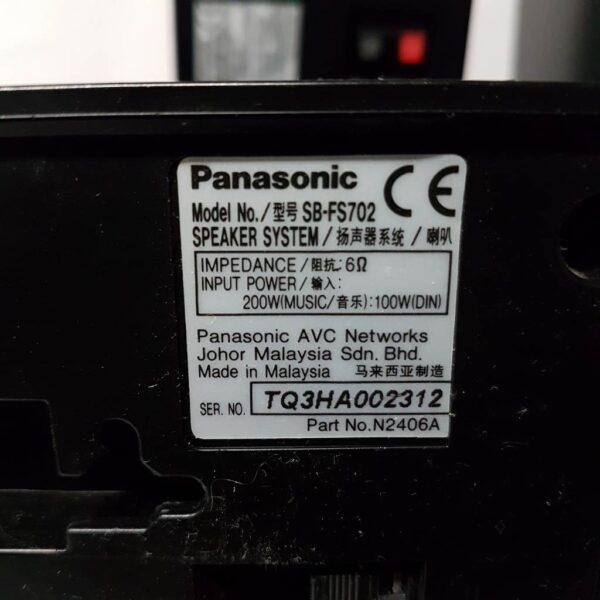 Panasonic CE
Model No./型号 SB-FS702
SPEAKER SYSTEM / 扬声器系统 / 喇叭
IMPEDANCE / 阻抗: 6Ω
INPUT POWER / 输入:
200W(MUSIC/音乐):100W(DIN)
Panasonic AVC Networks
Johor Malaysia Sdn. Bhd.
Made in Malaysia 马来西亚制造
SER. NO. TQ3HA002312
Part No.N2406A